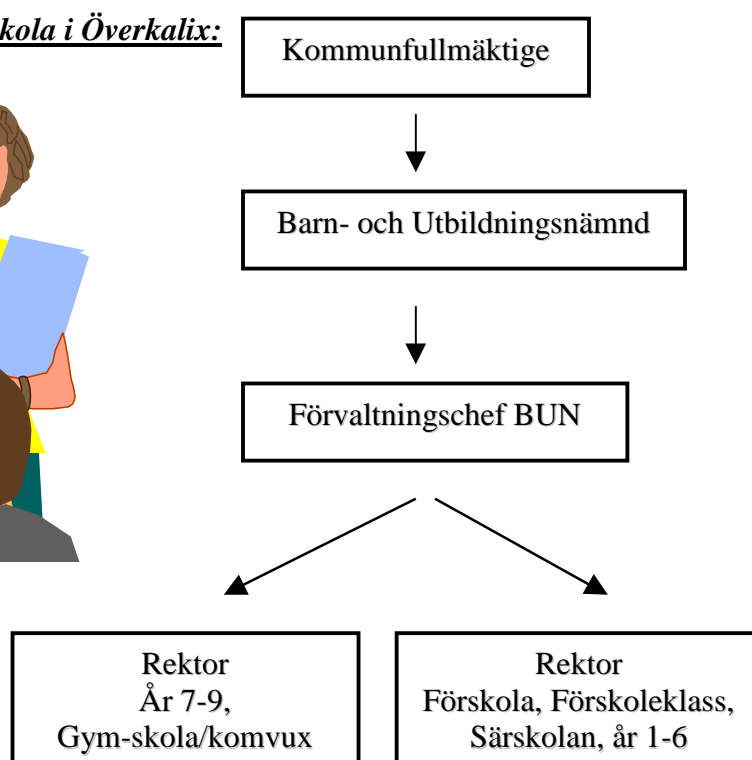 kola i Överkalix:
Kommunfullmäktige
Barn- och Utbildningsnämnd
Förvaltningschef BUN
Rektor
År 7-9,
Gym-skola/komvux
Rektor
Förskola, Förskoleklass,
Särskolan, år 1-6